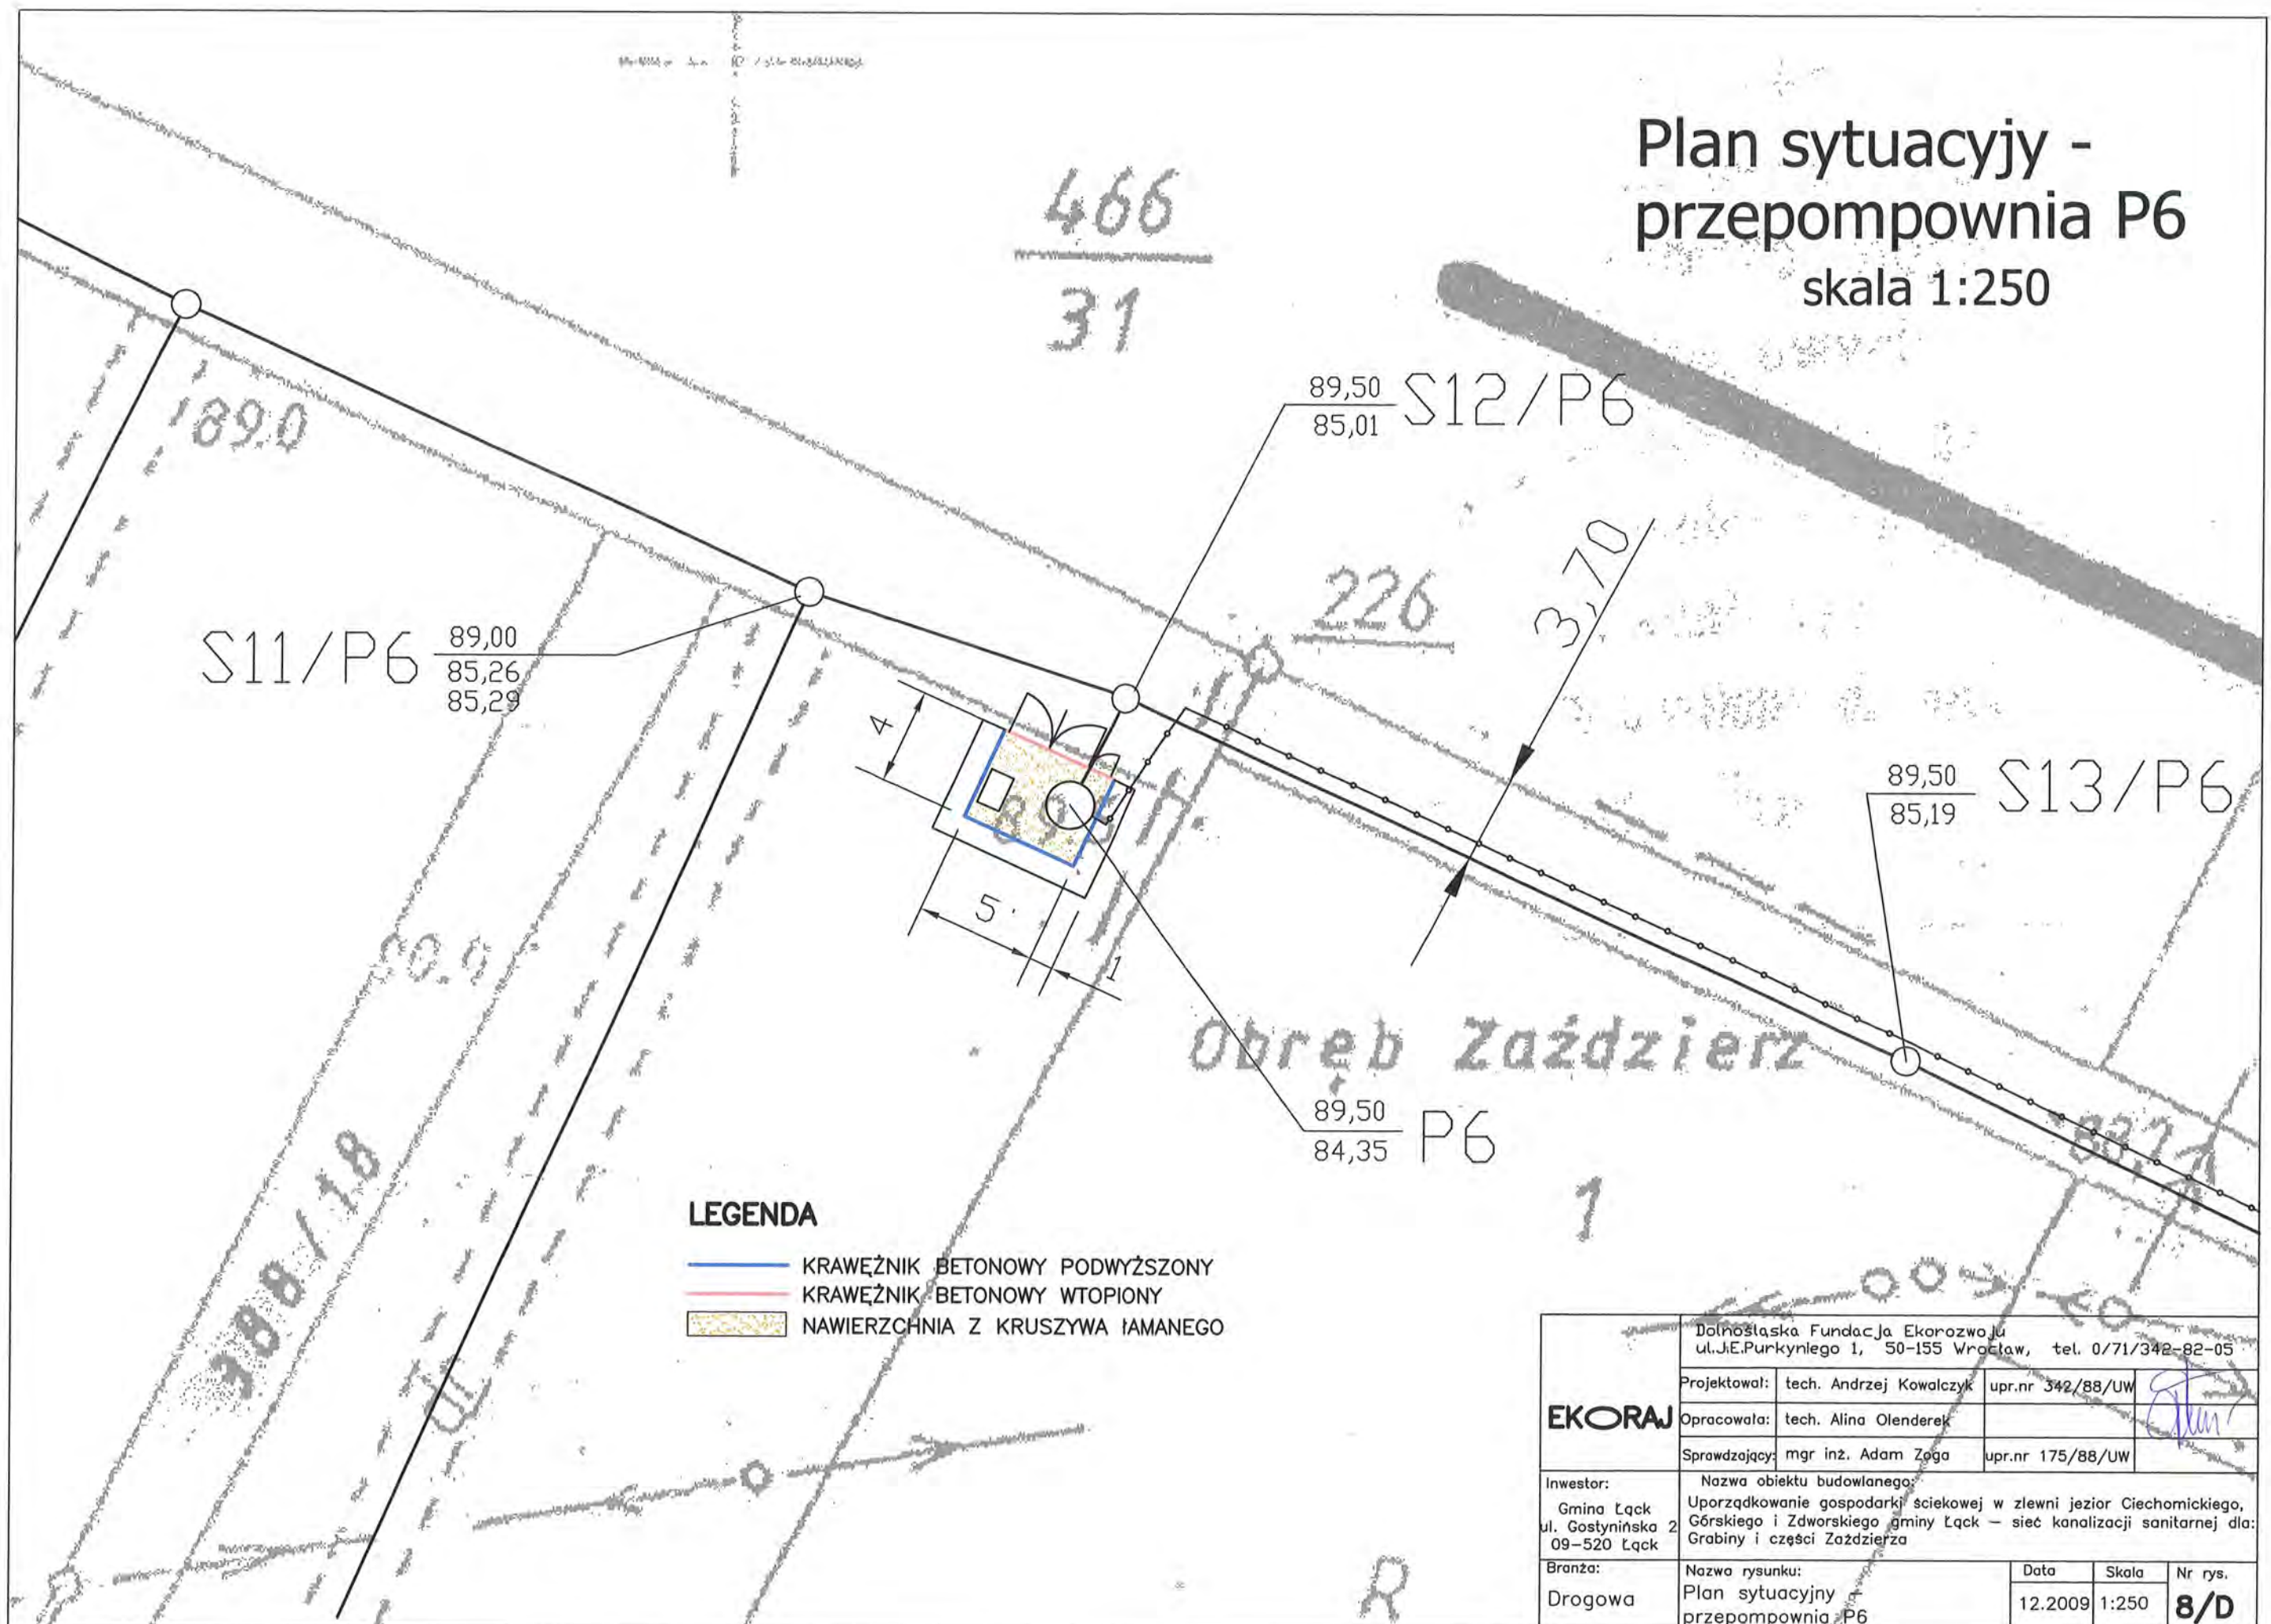 Plan sytuacyjy -
przepompownia P6
skala 1:250
466
31
89,50
85,01
S12/P6
189.0
226
3,70
S11/P6
89,00
85,26
85,29
4
89,50
85,19
S13/P6
5
1
Obręb Zaździerz
89,50
84,35
P6
1
188/18
R
LEGENDA
KRAWĘŻNIK BETONOWY PODWYŻSZONY
KRAWĘŻNIK BETONOWY WTOPIONY
NAWIERZCHNIA Z KRUSZYWA ŁAMANEGO
EKORAJ
Dolnośląska Fundacja Ekorozwoju
ul.J.E.Purkyniego 1, 50-155 Wrocław, tel. 0/71/342-82-05
Projektował: tech. Andrzej Kowalczyk upr.nr 342/88/UW
Opracowała: tech. Alina Olenderek
Sprawdzający: mgr inż. Adam Zoga upr.nr 175/88/UW
Inwestor:
Gmina Łąck
ul. Gostynińska 2
09-520 Łąck
Nazwa obiektu budowlanego:
Uporządkowanie gospodarki ściekowej w zlewni jezior Ciechomickiego,
Górskiego i Zdworskiego gminy Łąck – sieć kanalizacji sanitarnej dla:
Grabiny i części Zaździerza
Branża:
Drogowa
Nazwa rysunku:
Plan sytuacyjny -
przepompownia P6
Data
12.2009
Skala
1:250
Nr rys.
8/D